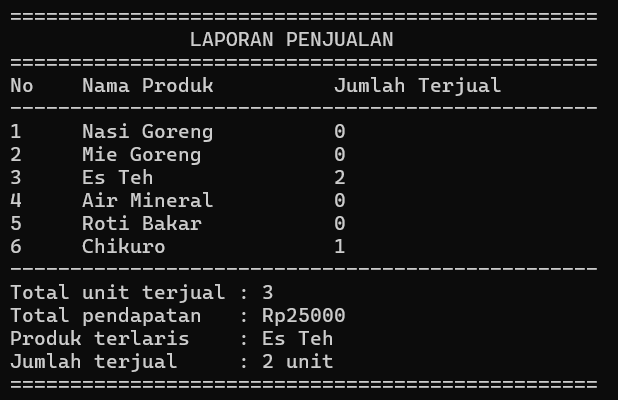 =================================================
LAPORAN PENJUALAN
=================================================
No    Nama Produk          Jumlah Terjual
-------------------------------------------------
1     Nasi Goreng          0
2     Mie Goreng           0
3     Es Teh               2
4     Air Mineral          0
5     Roti Bakar           0
6     Chikuro              1
-------------------------------------------------
Total unit terjual : 3
Total pendapatan   : Rp25000
Produk terlaris    : Es Teh
Jumlah terjual     : 2 unit
=================================================